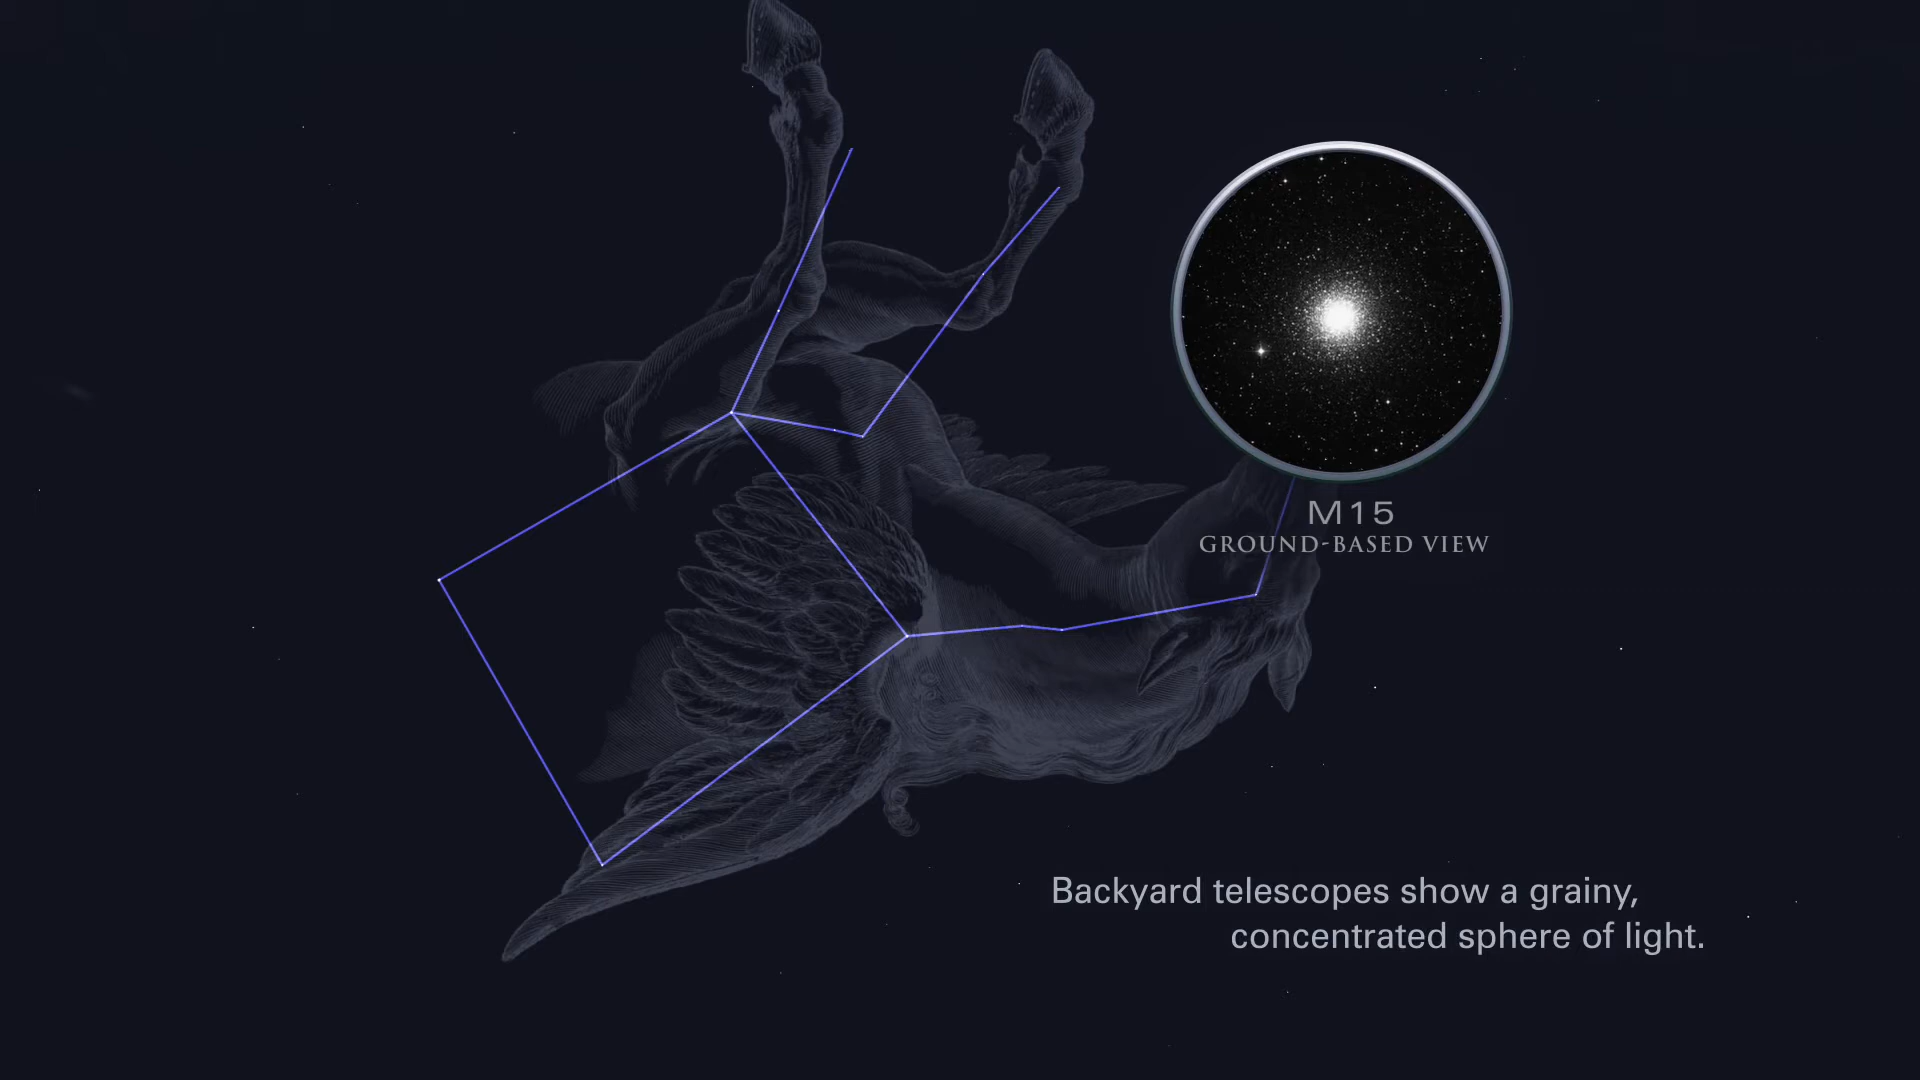 M15
GROUND-BASED VIEW
Backyard telescopes show a grainy,
concentrated sphere of light.